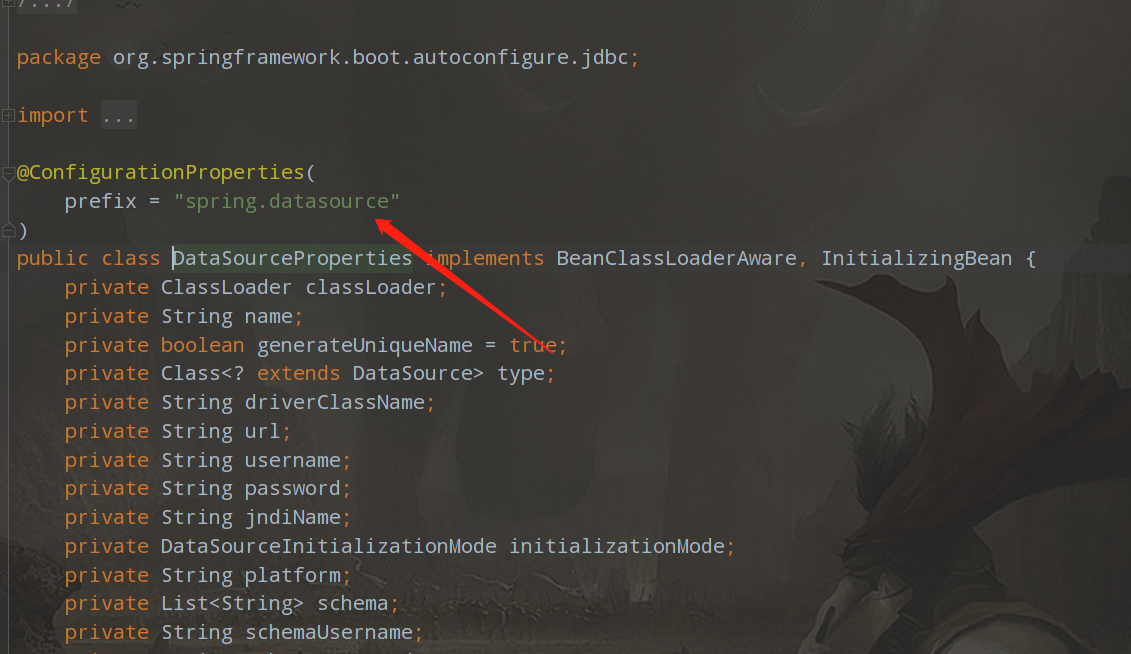 /.../
package org.springframework.boot.autoconfigure.jdbc;
import ...
@ConfigurationProperties(
prefix = "spring.datasource"
)
public class DataSourceProperties implements BeanClassLoaderAware, InitializingBean {
private ClassLoader classLoader;
private String name;
private boolean generateUniqueName = true;
private Class<? extends DataSource> type;
private String driverClassName;
private String url;
private String username;
private String password;
private String jndiName;
private DataSourceInitializationMode initializationMode;
private String platform;
private List<String> schema;
private String schemaUsername;